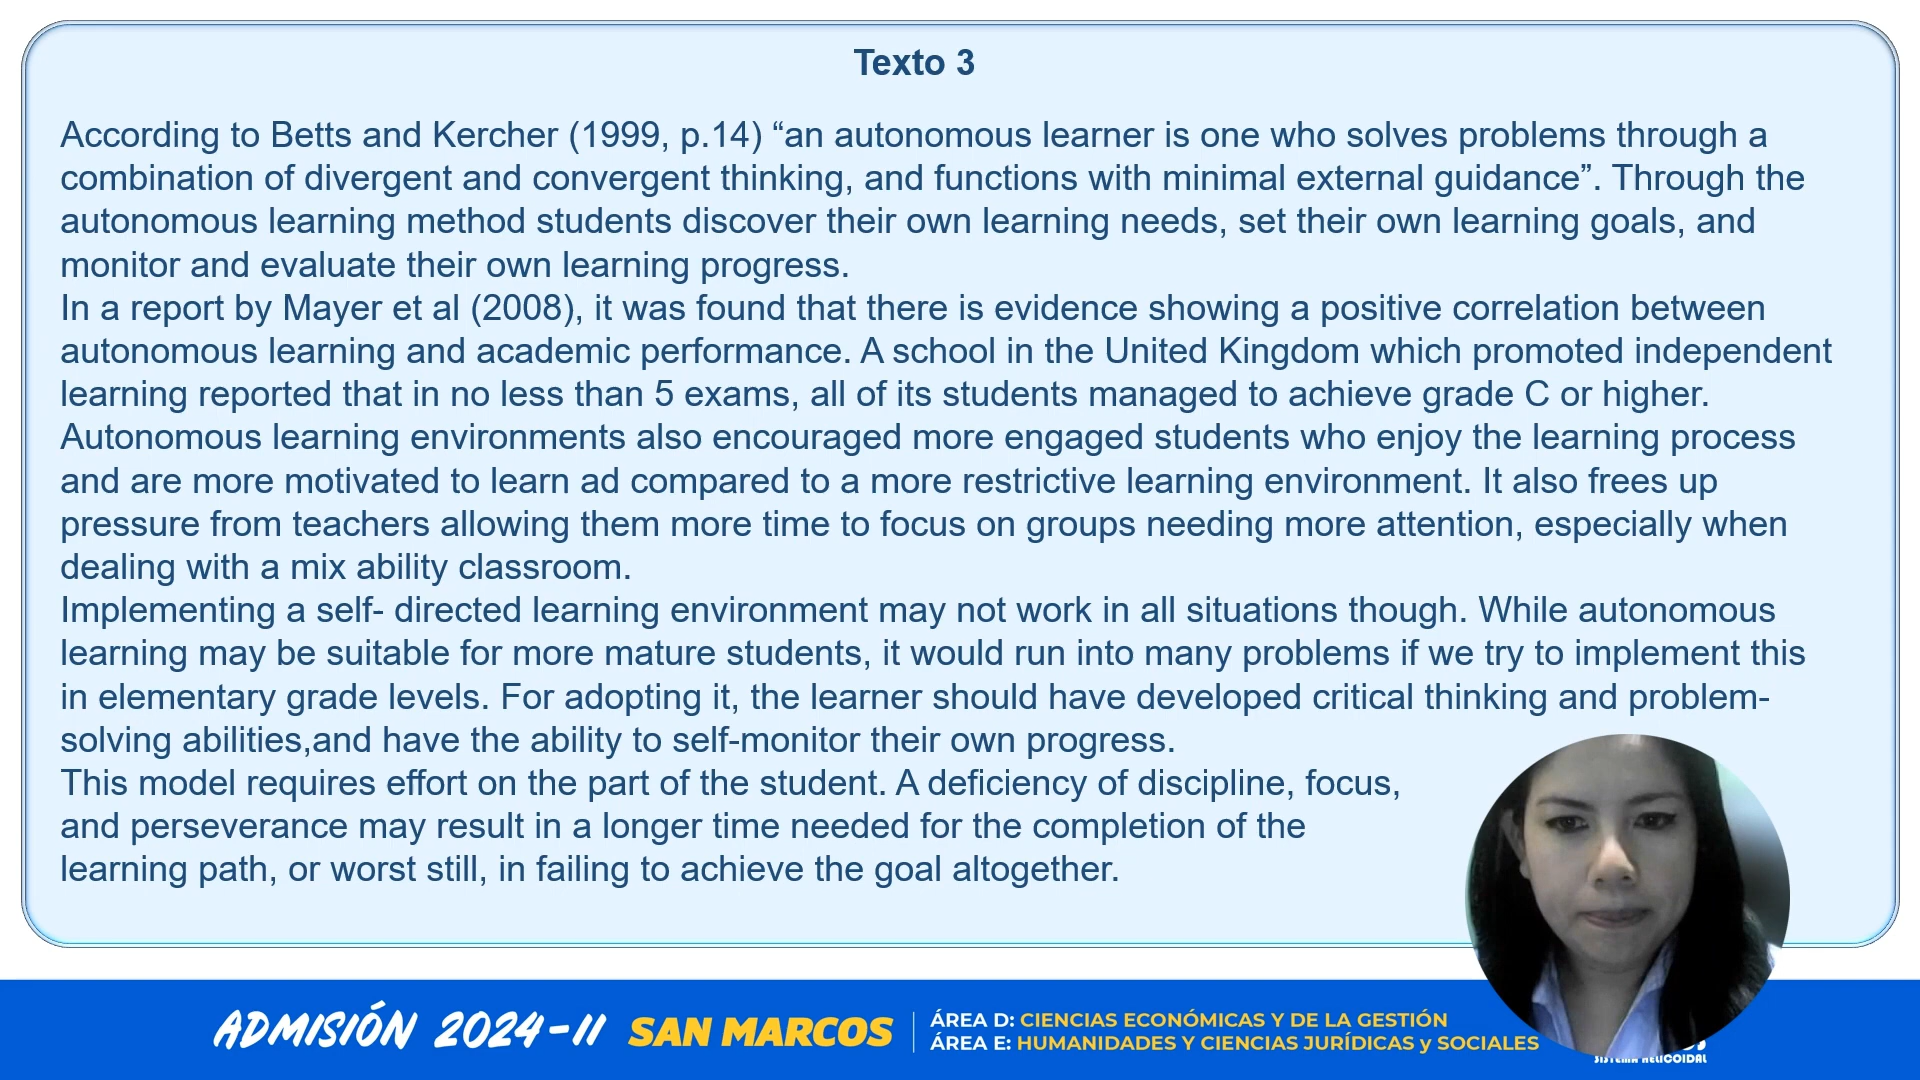 Texto 3
According to Betts and Kercher (1999, p.14) “an autonomous learner is one who solves problems through a
combination of divergent and convergent thinking, and functions with minimal external guidance”. Through the
autonomous learning method students discover their own learning needs, set their own learning goals, and
monitor and evaluate their own learning progress.
In a report by Mayer et al (2008), it was found that there is evidence showing a positive correlation between
autonomous learning and academic performance. A school in the United Kingdom which promoted independent
learning reported that in no less than 5 exams, all of its students managed to achieve grade C or higher.
Autonomous learning environments also encouraged more engaged students who enjoy the learning process
and are more motivated to learn ad compared to a more restrictive learning environment. It also frees up
pressure from teachers allowing them more time to focus on groups needing more attention, especially when
dealing with a mix ability classroom.
Implementing a self- directed learning environment may not work in all situations though. While autonomous
learning may be suitable for more mature students, it would run into many problems if we try to implement this
in elementary grade levels. For adopting it, the learner should have developed critical thinking and problem-
solving abilities,and have the ability to self-monitor their own progress.
This model requires effort on the part of the student. A deficiency of discipline, focus,
and perseverance may result in a longer time needed for the completion of the
learning path, or worst still, in failing to achieve the goal altogether.
ADMISIÓN 2024-II SAN MARCOS
ÁREA D: CIENCIAS ECONÓMICAS Y DE LA GESTIÓN
ÁREA E: HUMANIDADES Y CIENCIAS JURÍDICAS y SOCIALES
SISTEMA HELICOIDAL